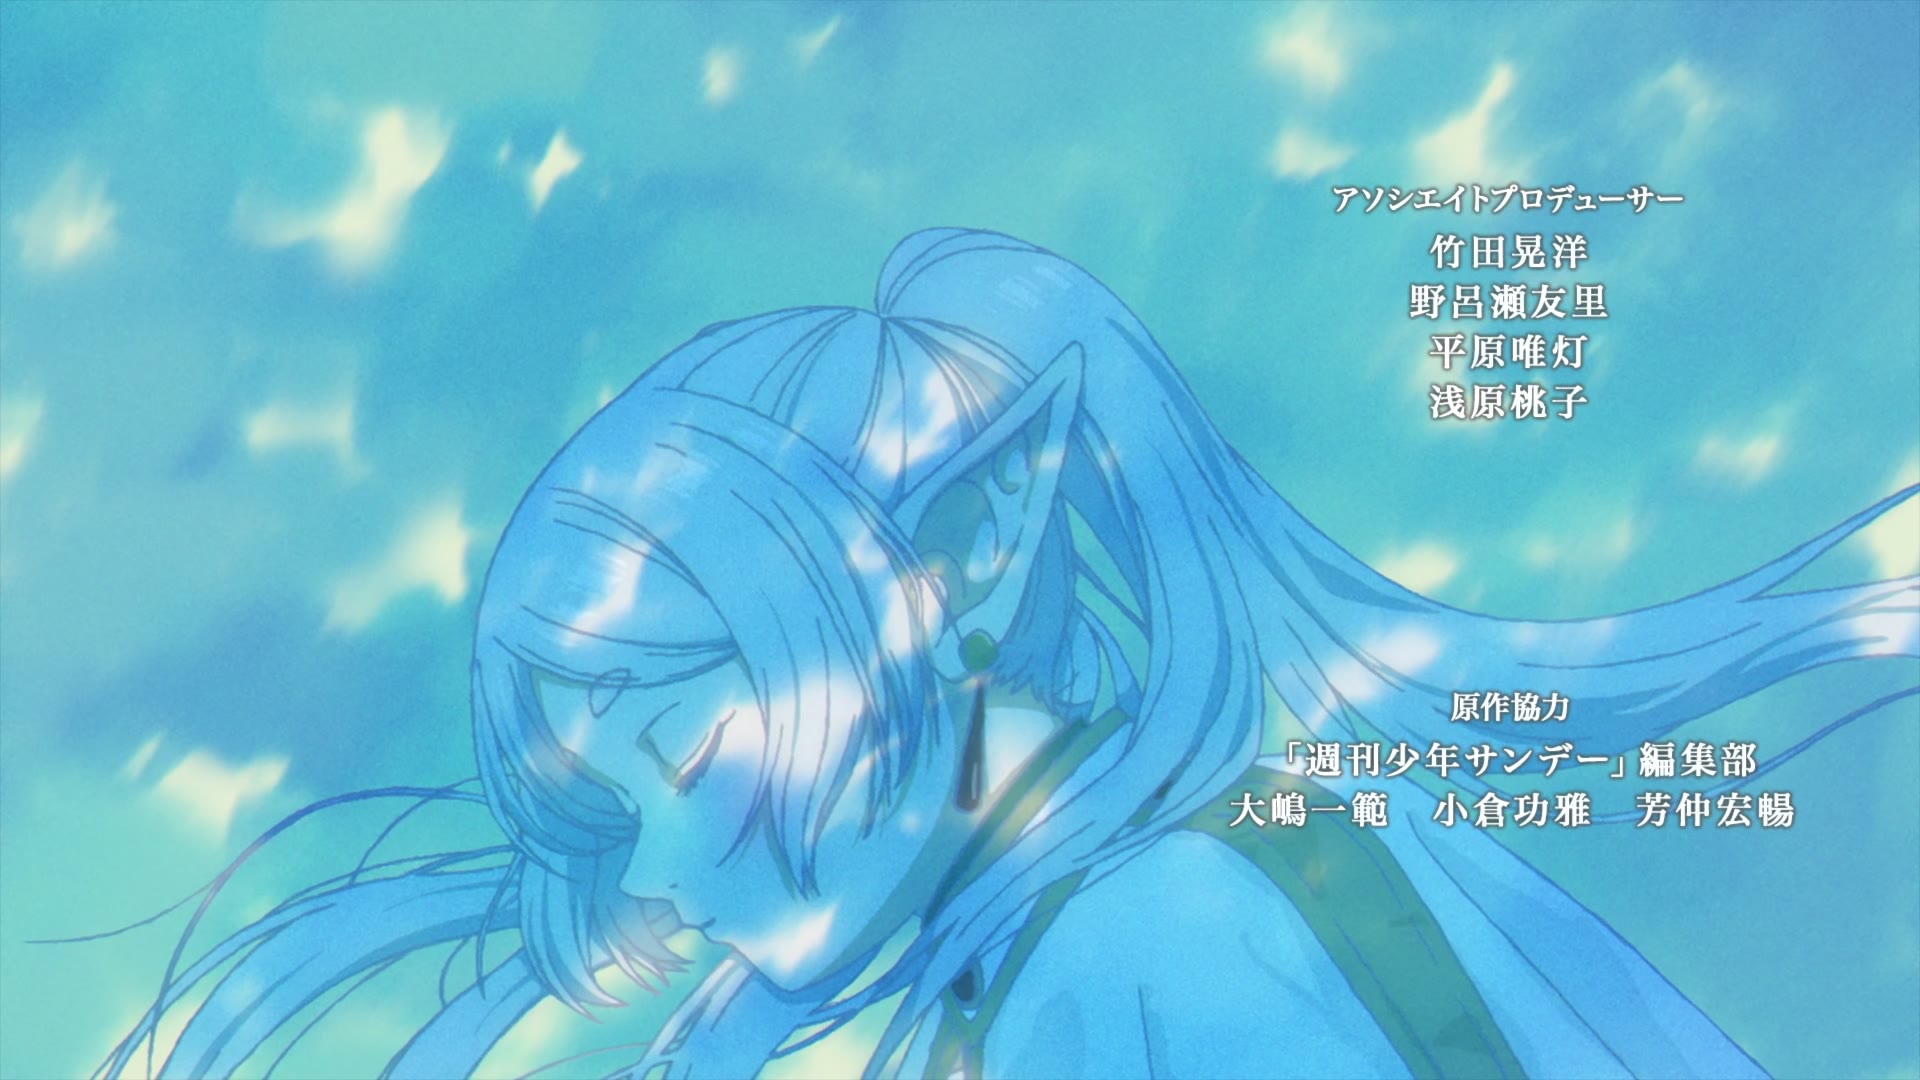 アソシエイトプロデューサー
竹田晃洋
野呂瀬友里
平原唯灯
浅原桃子
原作協力
「週刊少年サンデー」編集部
大嶋一範　小倉功雅　芳仲宏暢